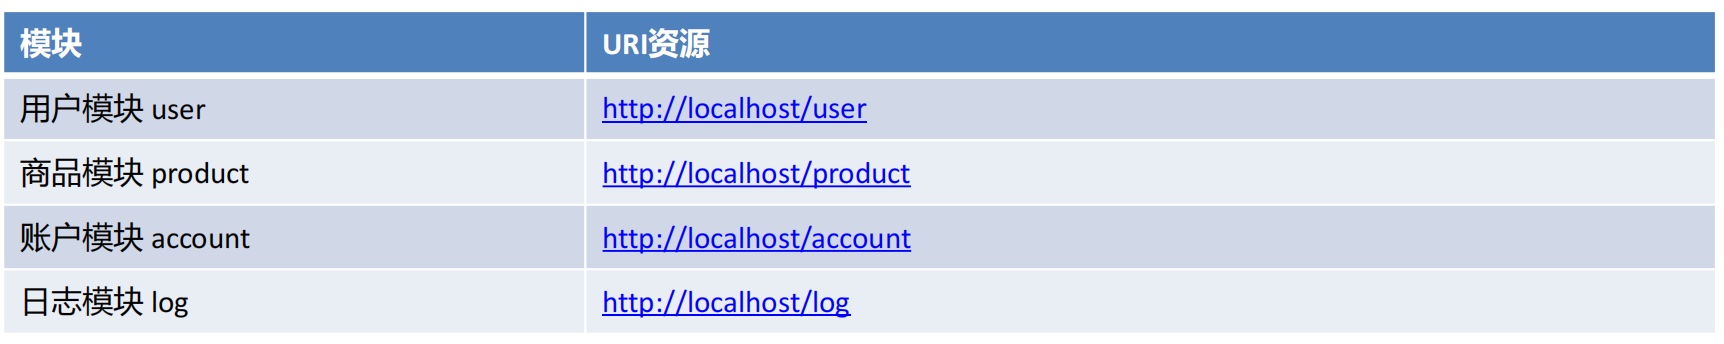 模块 URI资源
用户模块 user http://localhost/user
商品模块 product http://localhost/product
账户模块 account http://localhost/account
日志模块 log http://localhost/log